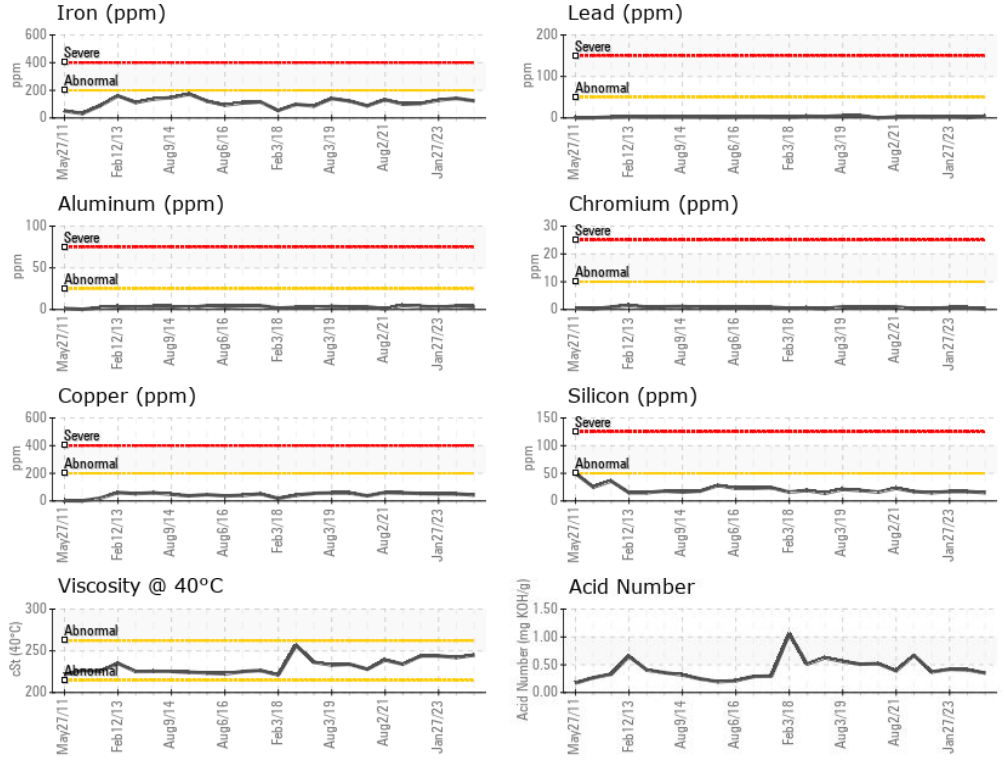 Iron (ppm)
600
400
200
0
ppm
Severe
Abnormal
May27/11
Feb12/13
Aug9/14
Aug6/16
Feb3/18
Aug3/19
Aug2/21
Jan27/23
Lead (ppm)
200
150
100
50
0
ppm
Severe
Abnormal
May27/11
Feb12/13
Aug9/14
Aug6/16
Feb3/18
Aug3/19
Aug2/21
Jan27/23
Aluminum (ppm)
100
50
0
ppm
Severe
Abnormal
May27/11
Feb12/13
Aug9/14
Aug6/16
Feb3/18
Aug3/19
Aug2/21
Jan27/23
Chromium (ppm)
30
20
10
0
ppm
Severe
Abnormal
May27/11
Feb12/13
Aug9/14
Aug6/16
Feb3/18
Aug3/19
Aug2/21
Jan27/23
Copper (ppm)
600
400
200
0
ppm
Severe
Abnormal
May27/11
Feb12/13
Aug9/14
Aug6/16
Feb3/18
Aug3/19
Aug2/21
Jan27/23
Silicon (ppm)
150
100
50
0
ppm
Severe
Abnormal
May27/11
Feb12/13
Aug9/14
Aug6/16
Feb3/18
Aug3/19
Aug2/21
Jan27/23
Viscosity @ 40°C
300
250
200
cSt (40°C)
Abnormal
Abnormal
May27/11
Feb12/13
Aug9/14
Aug6/16
Feb3/18
Aug3/19
Aug2/21
Jan27/23
Acid Number
1.50
1.00
0.50
0.00
Acid Number (mg KOH/g)
May27/11
Feb12/13
Aug9/14
Aug6/16
Feb3/18
Aug3/19
Aug2/21
Jan27/23